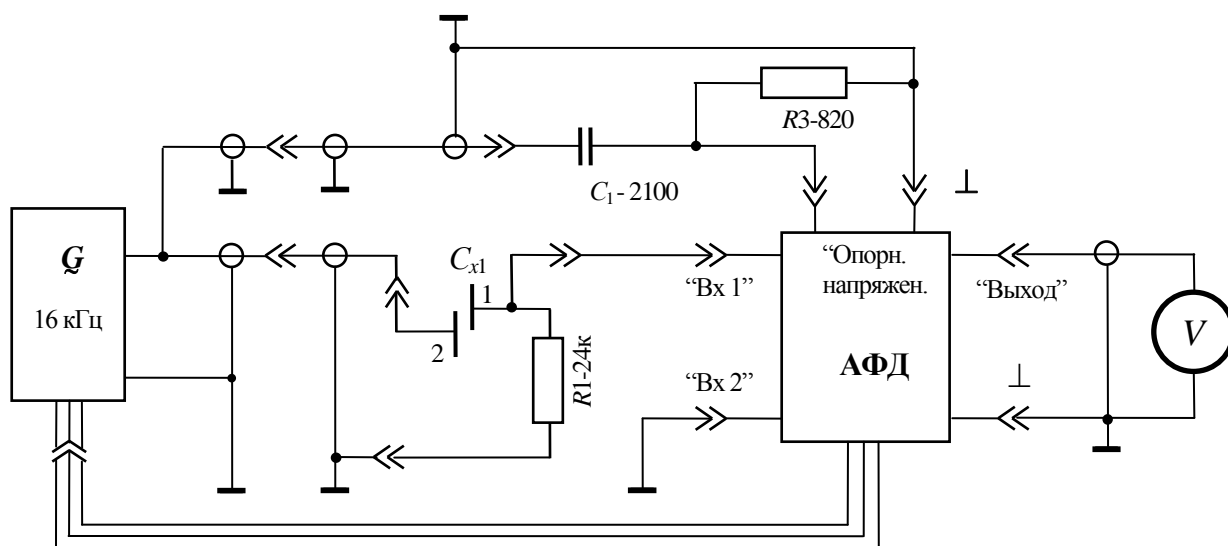 R3-820
C₁ - 2100
⊥
G
16 кГц
Cx1
1
2
R1-24к
“Вх 1”
“Вх 2”
“Опорн.
напряжен.
АФД
“Выход”
⊥
V